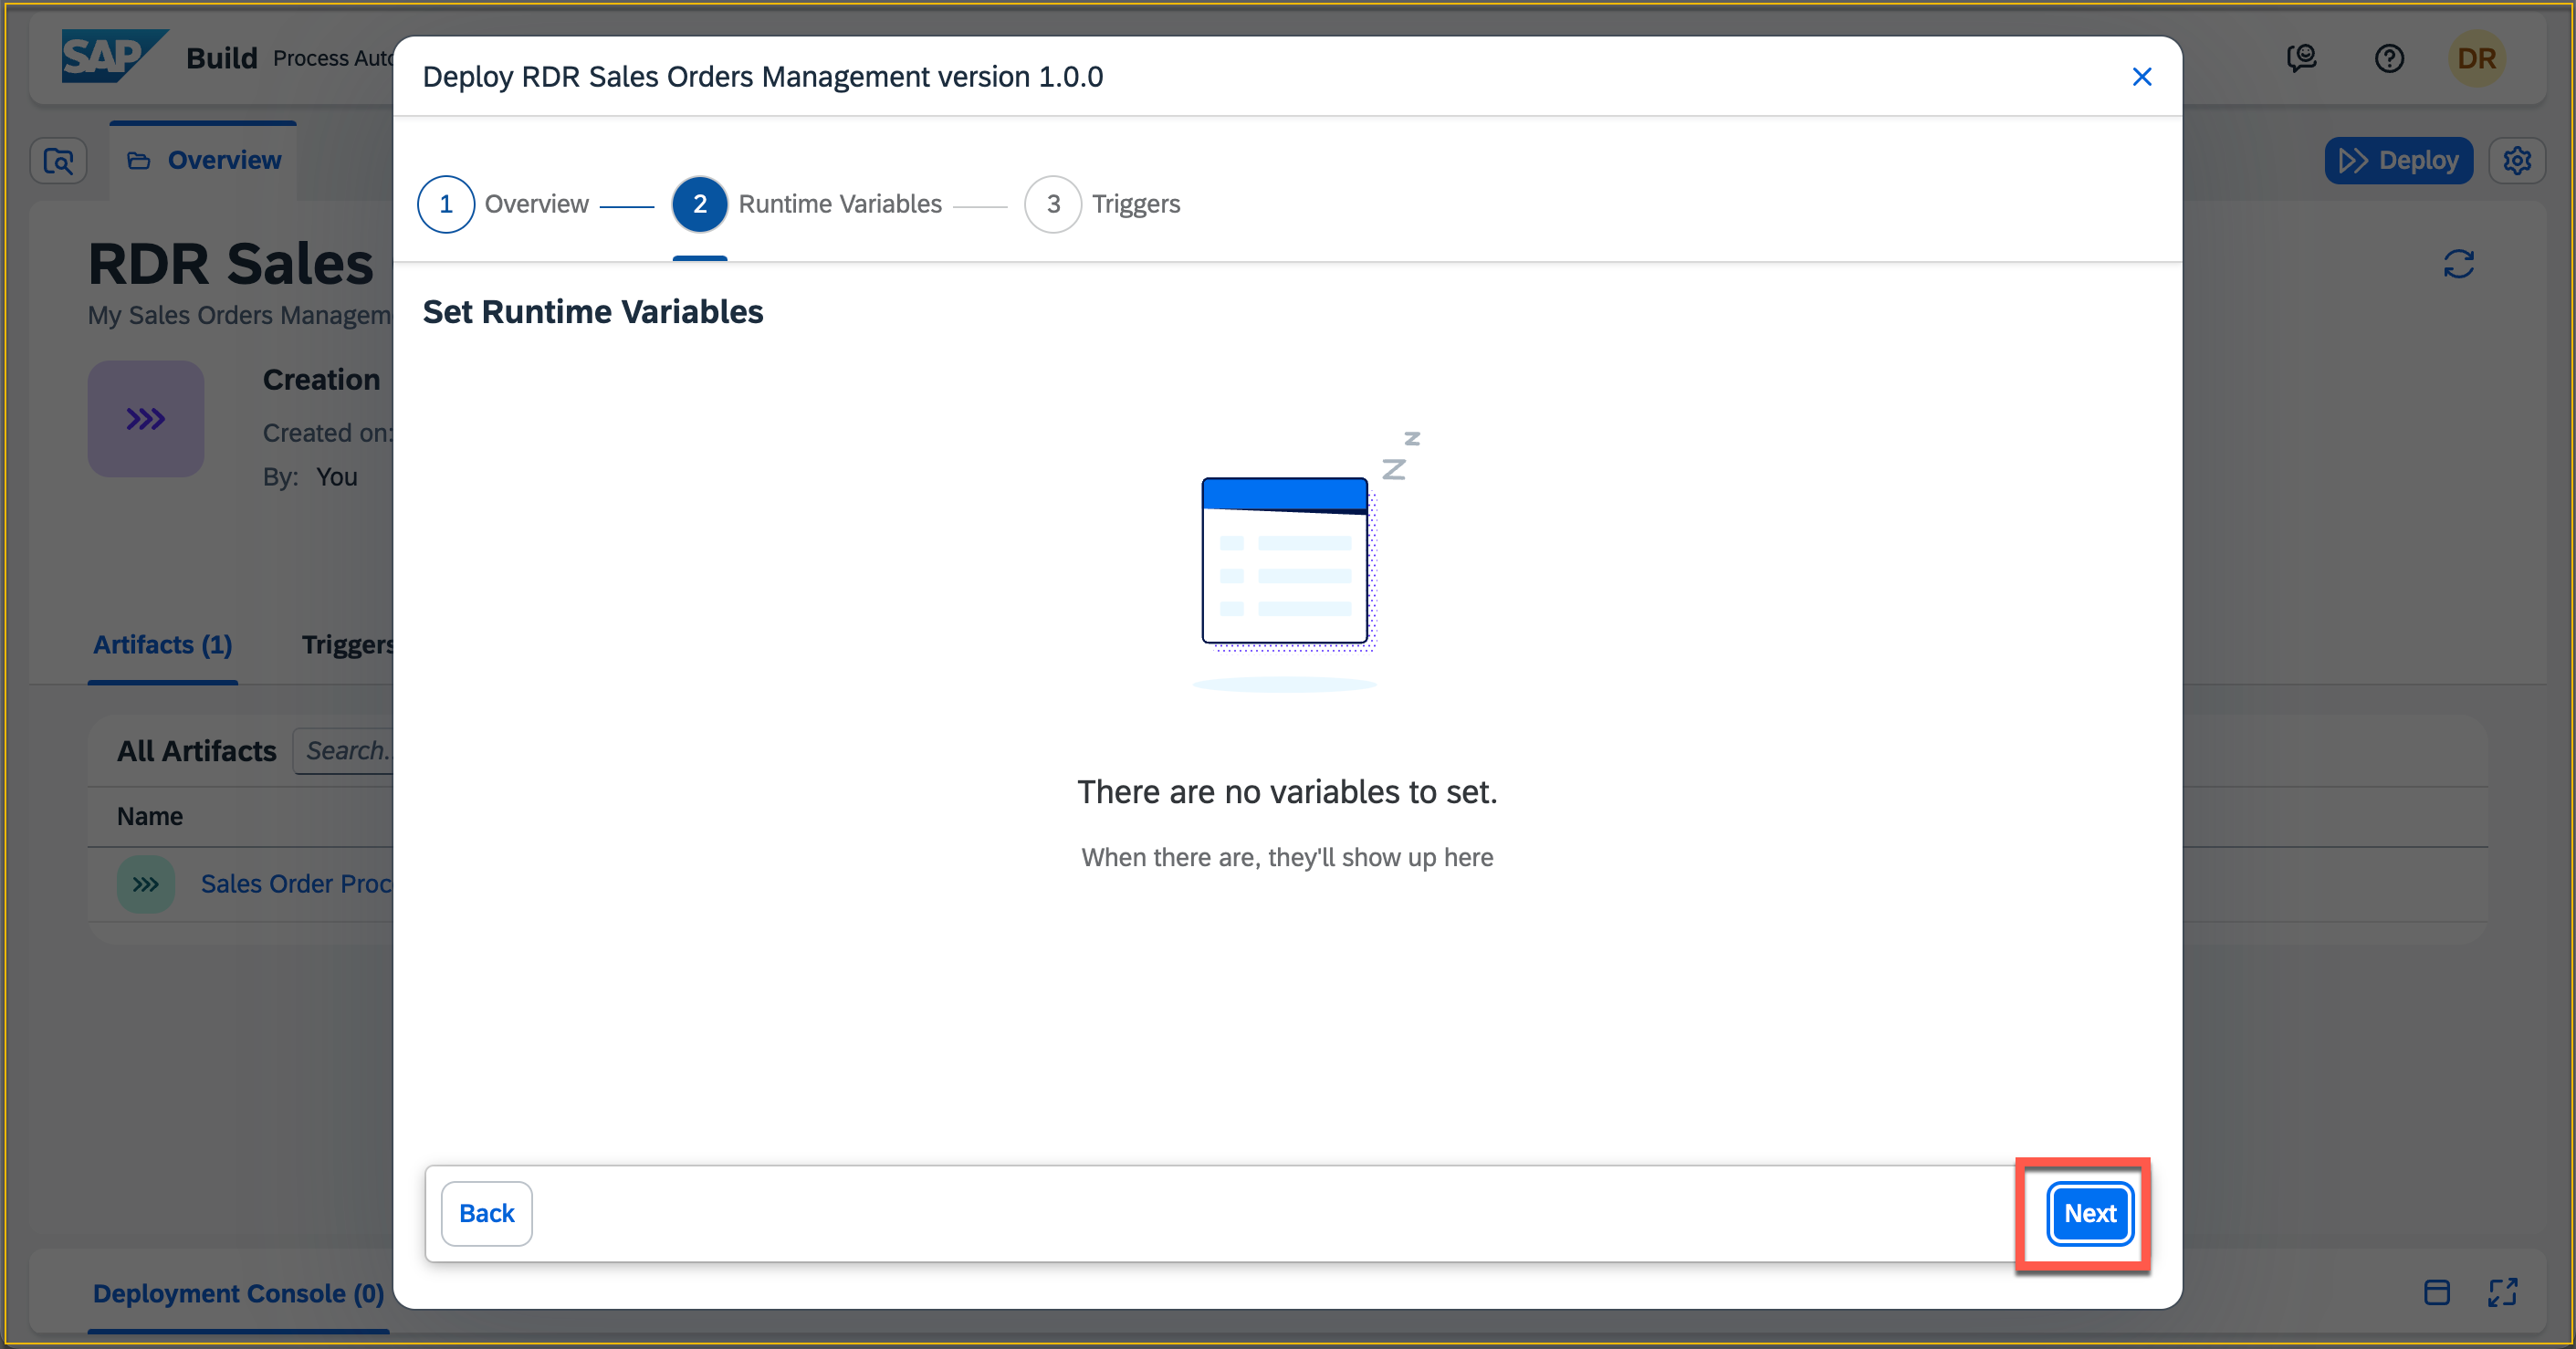 SAP Build Process Auto
DR
Overview
Deploy
RDR Sales
My Sales Orders Managem
Creation
Created on:
By: You
Artifacts (1) Triggers
All Artifacts Search..
Name
Sales Order Proc
Deployment Console (0)
Deploy RDR Sales Orders Management version 1.0.0
1 Overview 2 Runtime Variables 3 Triggers
Set Runtime Variables
z
Z
There are no variables to set.
When there are, they'll show up here
Back Next